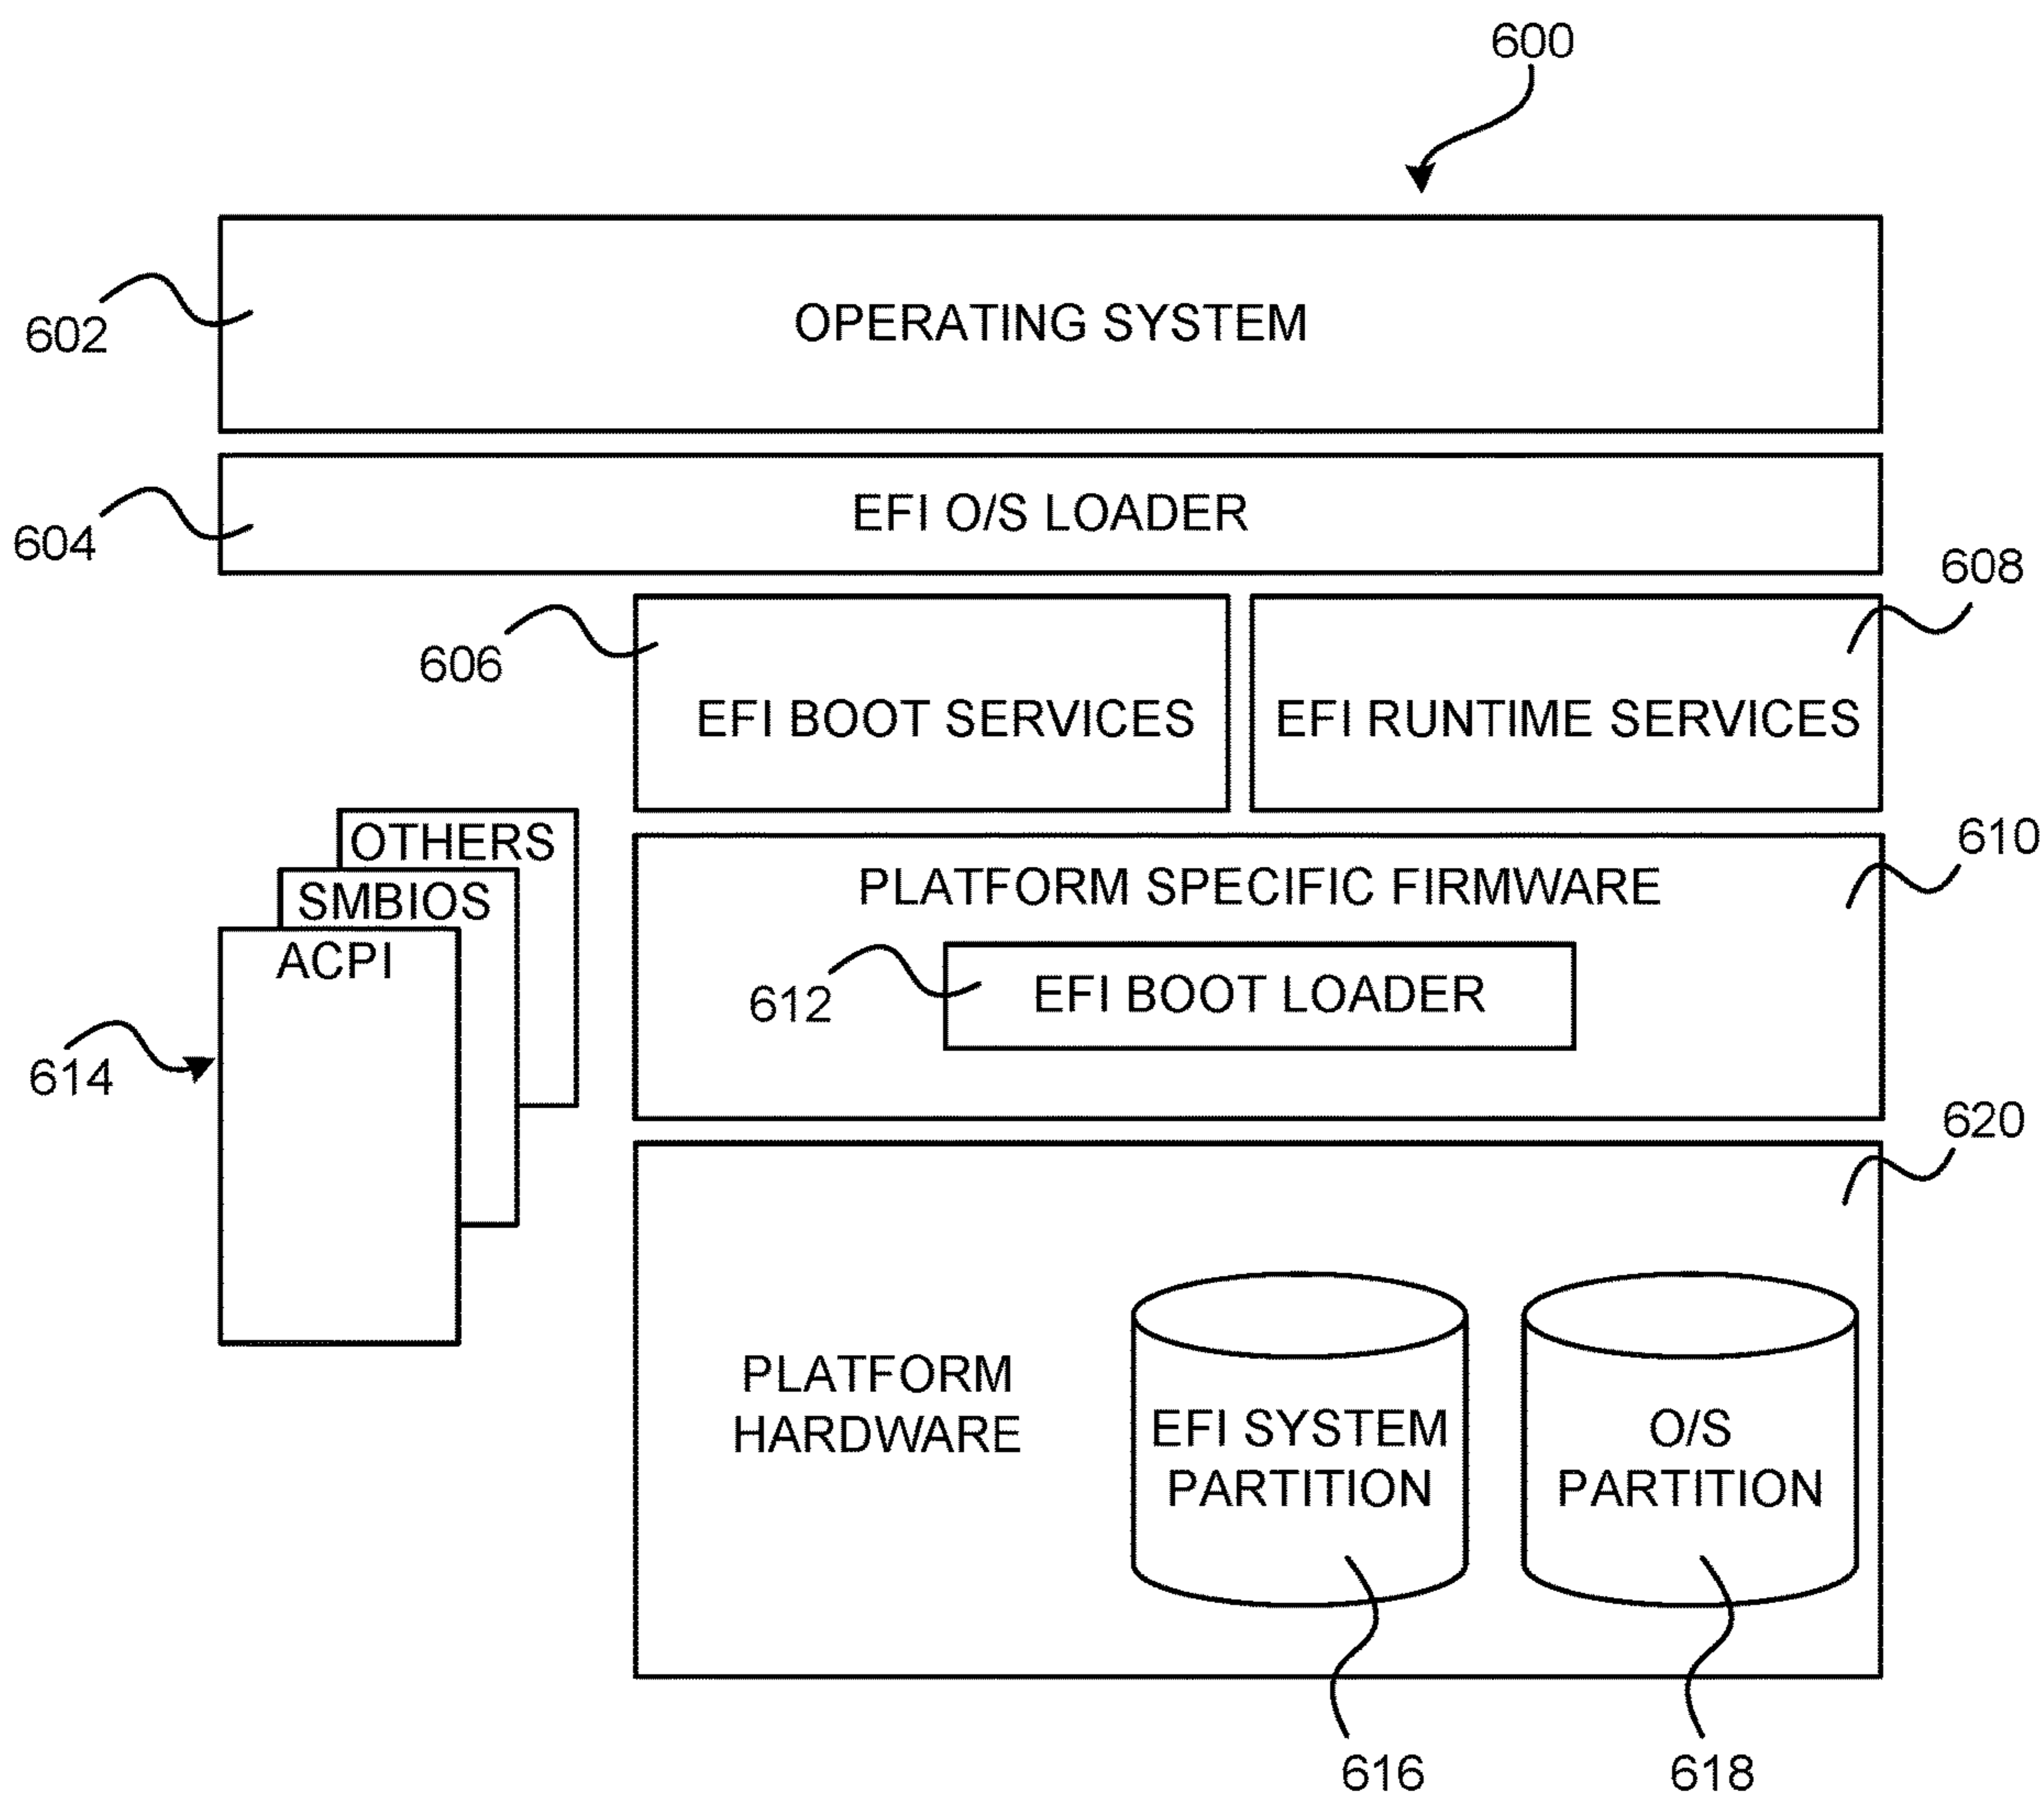 600
602
OPERATING SYSTEM
604
EFI O/S LOADER
608
606
EFI BOOT SERVICES
EFI RUNTIME SERVICES
OTHERS
SMBIOS
ACPI
614
610
PLATFORM SPECIFIC FIRMWARE
612
EFI BOOT LOADER
620
PLATFORM
HARDWARE
EFI SYSTEM
PARTITION
O/S
PARTITION
616
618